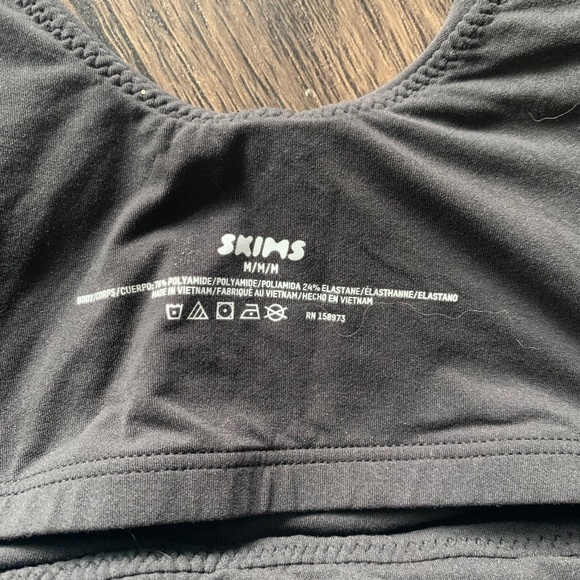 SKIMS
M/M/M
BODY/CORPS/CUERPO: 76% POLYAMIDE/POLYAMIDE/POLIAMIDA 24% ELASTANE/ÉLASTHANNE/ELASTANO
MADE IN VIETNAM/FABRIQUÉ AU VIETNAM/HECHO EN VIETNAM
RN 158973